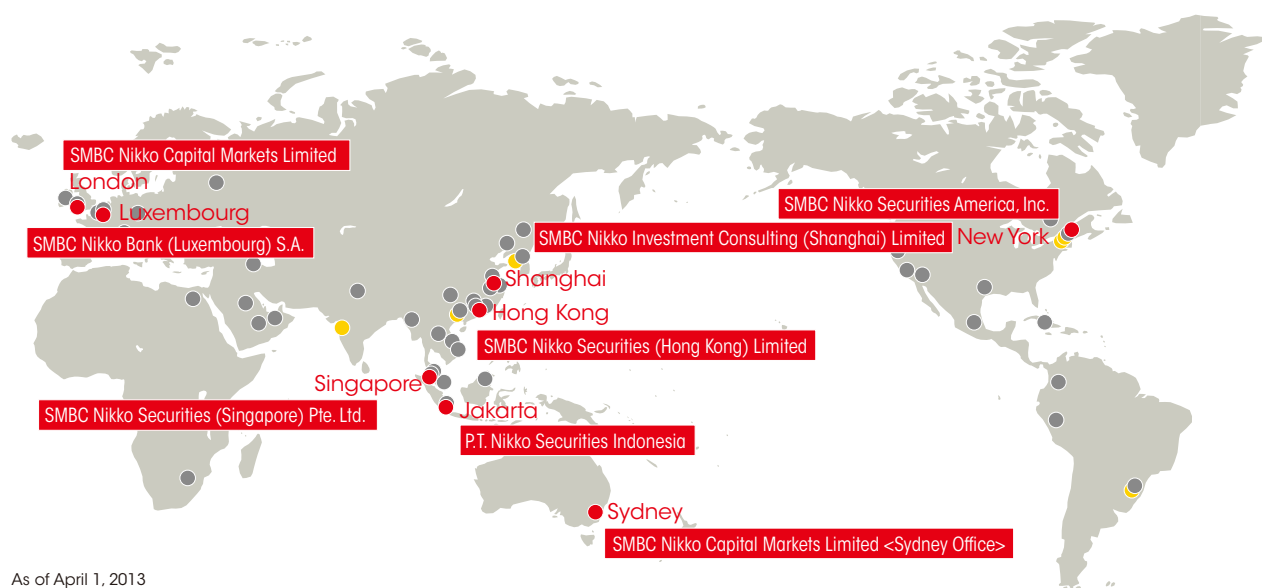 SMBC Nikko Capital Markets Limited
London
Luxembourg
SMBC Nikko Bank (Luxembourg) S.A.
SMBC Nikko Securities America, Inc.
New York
SMBC Nikko Investment Consulting (Shanghai) Limited
Shanghai
Hong Kong
SMBC Nikko Securities (Hong Kong) Limited
Singapore
SMBC Nikko Securities (Singapore) Pte. Ltd.
Jakarta
P.T. Nikko Securities Indonesia
Sydney
SMBC Nikko Capital Markets Limited <Sydney Office>
As of April 1, 2013